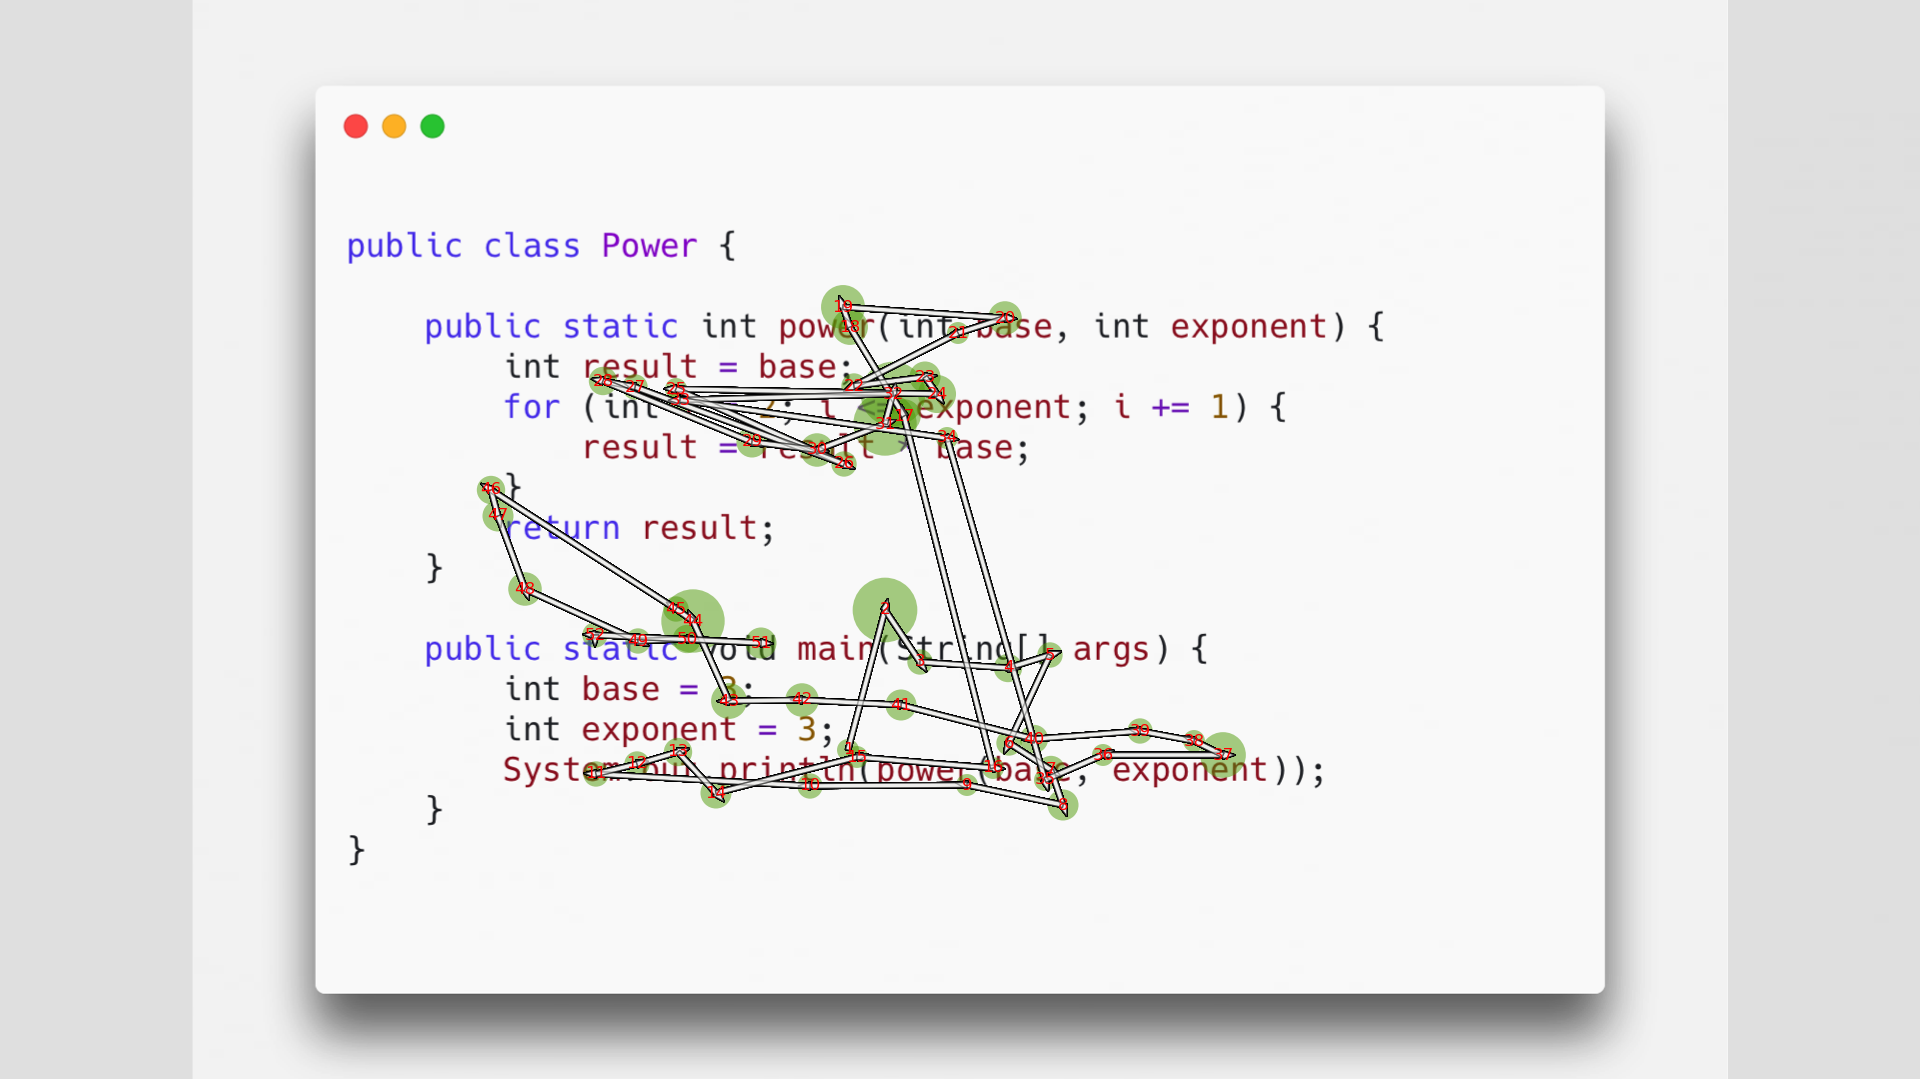 public class Power {
public static int power(int base, int exponent) {
int result = base;
for (int 2; i <= exponent; i += 1) {
result = result * base;
}
return result;
}
public static void main(String[] args) {
int base = 3;
int exponent = 3;
System.out.println(power(base, exponent));
}
}